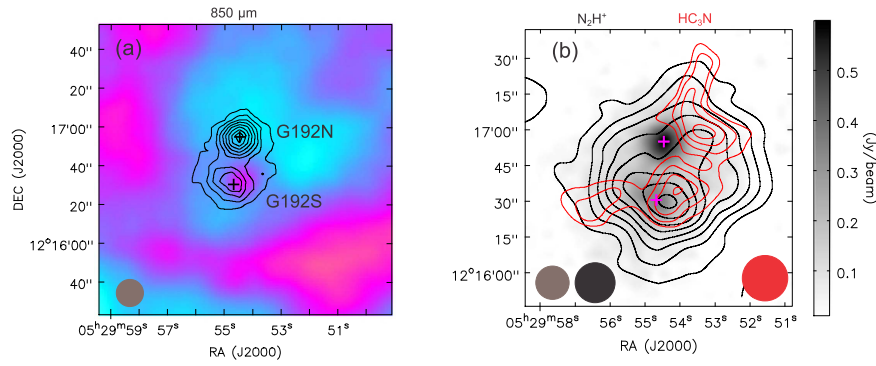 850 μm
(a)
G192N
G192S
DEC (J2000)
40''
20''
17'00''
40''
20''
12°16'00''
40''
05ʰ29ᵐ59ˢ 57ˢ 55ˢ 53ˢ 51ˢ
RA (J2000)
N₂H⁺ HC₃N
(b)
30''
15''
17'00''
45''
30''
15''
12°16'00''
05ʰ29ᵐ58ˢ 56ˢ 55ˢ 54ˢ 53ˢ 52ˢ 51ˢ
RA (J2000)
0.5
0.4
0.3
0.2
0.1
(Jy/beam)